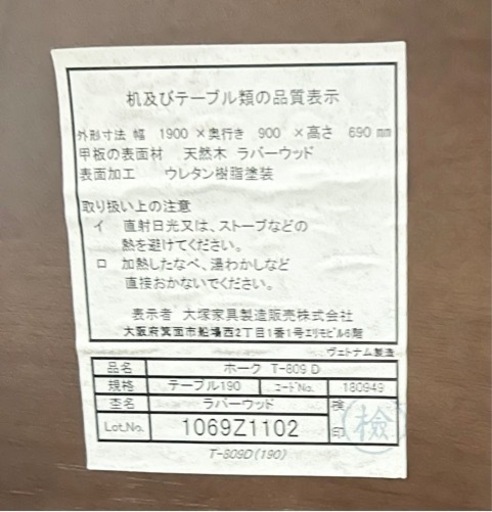 机及びテーブル類の品質表示
外形寸法 幅 1900 ×奥行き 900 ×高さ 690 mm
甲板の表面材 天然木 ラバーウッド
表面加工 ウレタン樹脂塗装
取り扱い上の注意
イ 直射日光又は、ストーブなどの
熱を避けてください。
ロ 加熱したなべ、湯わかしなど
直接おかないでください。
表示者 大塚家具製造販売株式会社
大阪府箕面市船場西2丁目1番1号エリモビル6階
ヴェトナム製造
品名 ホーク T-809 D
規格 テーブル190 コードNo. 180949
杢名 ラバーウッド 検
Lot.No. 1069Z1102 印 検
T-809D(190)